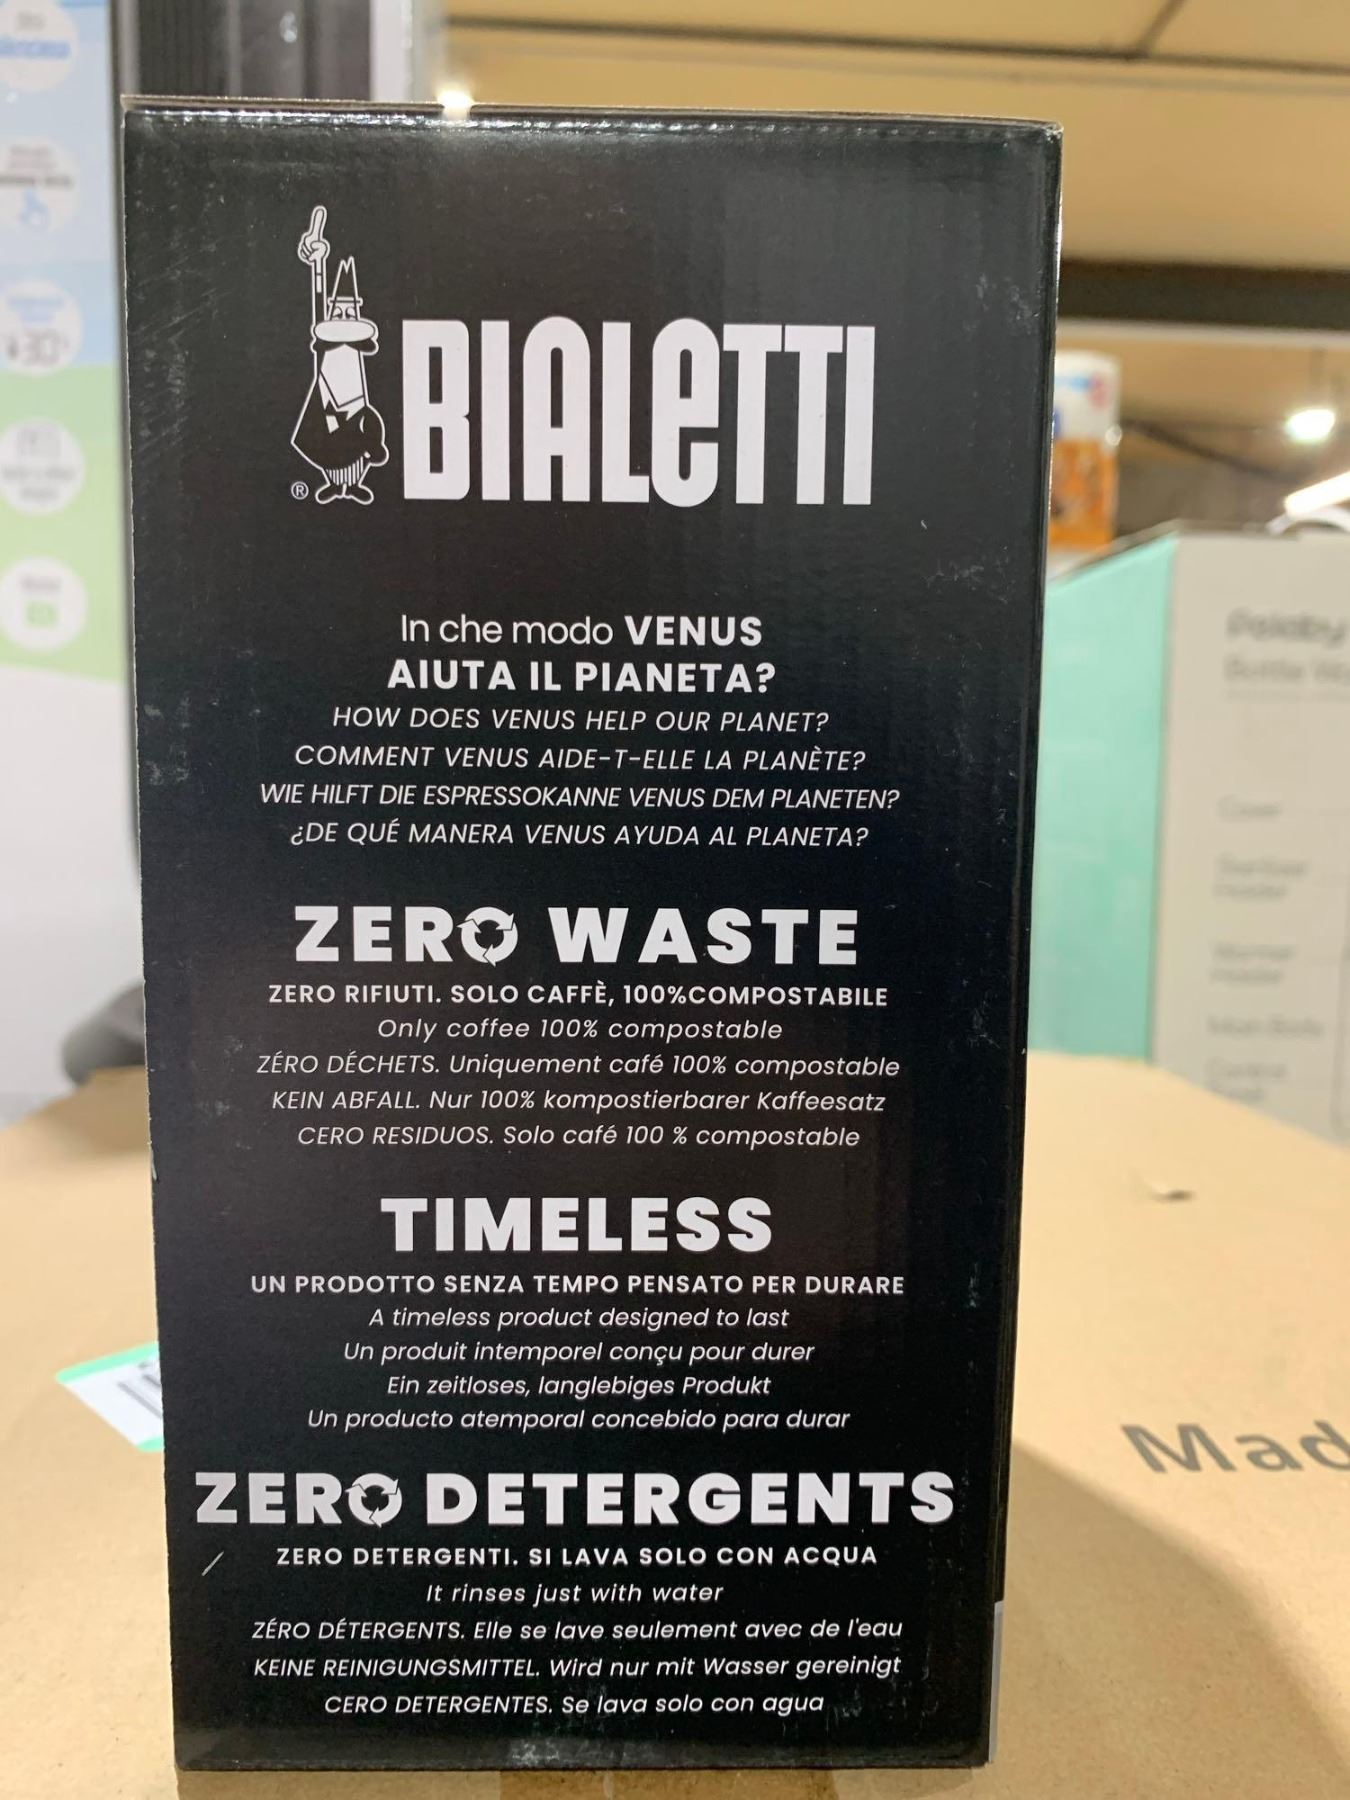 BIALETTI
®
In che modo VENUS
AIUTA IL PIANETA?
HOW DOES VENUS HELP OUR PLANET?
COMMENT VENUS AIDE-T-ELLE LA PLANÈTE?
WIE HILFT DIE ESPRESSOKANNE VENUS DEM PLANETEN?
¿DE QUÉ MANERA VENUS AYUDA AL PLANETA?
ZERO WASTE
ZERO RIFIUTI. SOLO CAFFÈ, 100%COMPOSTABILE
Only coffee 100% compostable
ZÉRO DÉCHETS. Uniquement café 100% compostable
KEIN ABFALL. Nur 100% kompostierbarer Kaffeesatz
CERO RESIDUOS. Solo café 100 % compostable
TIMELESS
UN PRODOTTO SENZA TEMPO PENSATO PER DURARE
A timeless product designed to last
Un produit intemporel conçu pour durer
Ein zeitloses, langlebiges Produkt
Un producto atemporal concebido para durar
ZERO DETERGENTS
ZERO DETERGENTI. SI LAVA SOLO CON ACQUA
It rinses just with water
ZÉRO DÉTERGENTS. Elle se lave seulement avec de l'eau
KEINE REINIGUNGSMITTEL. Wird nur mit Wasser gereinigt
CERO DETERGENTES. Se lava solo con agua
Mad